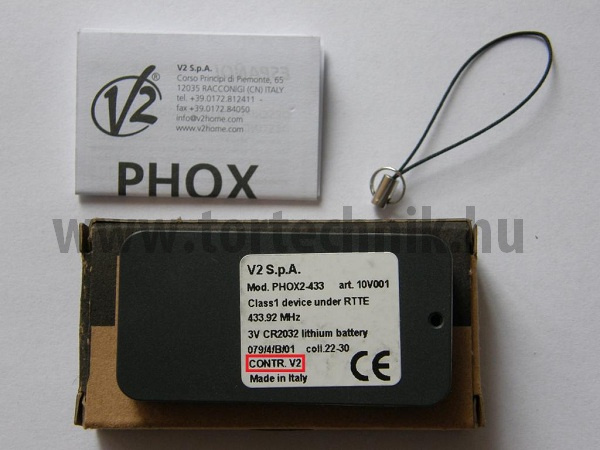 V2®
V2 S.p.A.
Corso Principi di Piemonte, 65
12035 RACCONIGI (CN) ITALY
tel. +39.0172.812411 -
fax +39.0172.84050
info@v2home.com
www.v2home.com
PHOX
www.tortechnik.hu
V2 S.p.A.
Mod. PHOX2-433 art. 10V001
Class1 device under RTTE
433.92 MHz
3V CR2032 lithium battery
079/4/B/01 coll.22-30
CONTR. V2
Made in Italy
CE